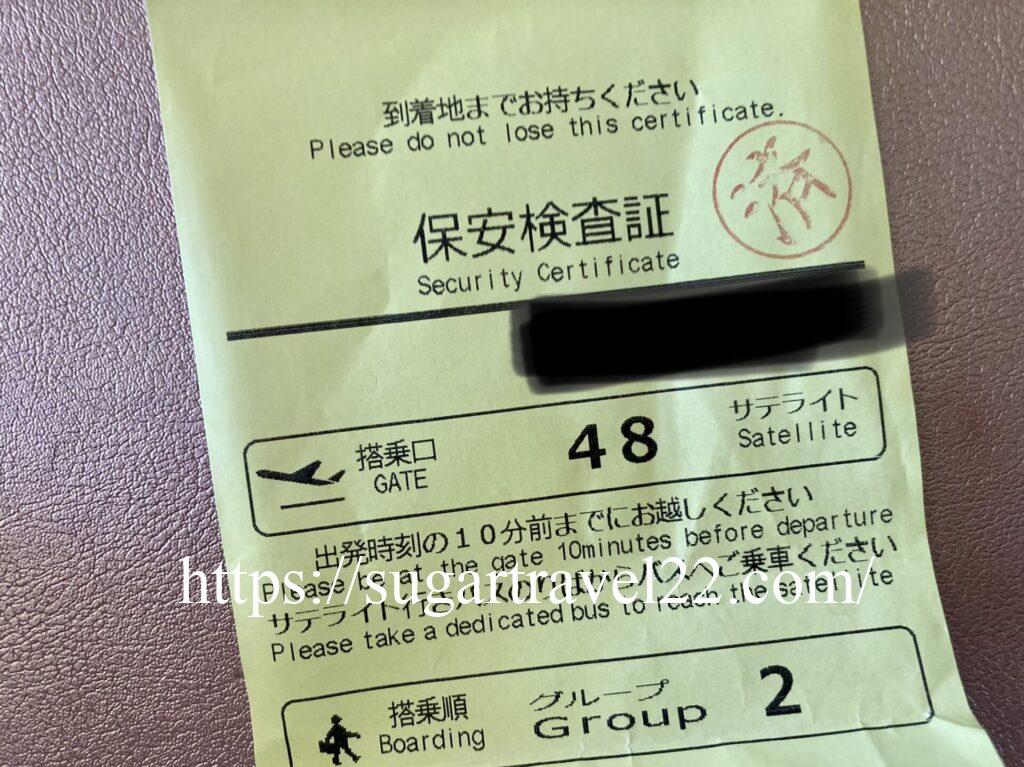 到着地までお持ちください
Please do not lose this certificate.
済
保安検査証
Security Certificate
搭乗口
GATE
48
サテライト
Satellite
出発時刻の10分前までにお越しください
Please be at the gate 10minutes before departure
https://sugartravel22.com/
サテライト行 バスへご乗車ください
Please take a dedicated bus to reach the satellite
搭乗順
Boarding
グループ
Group
2